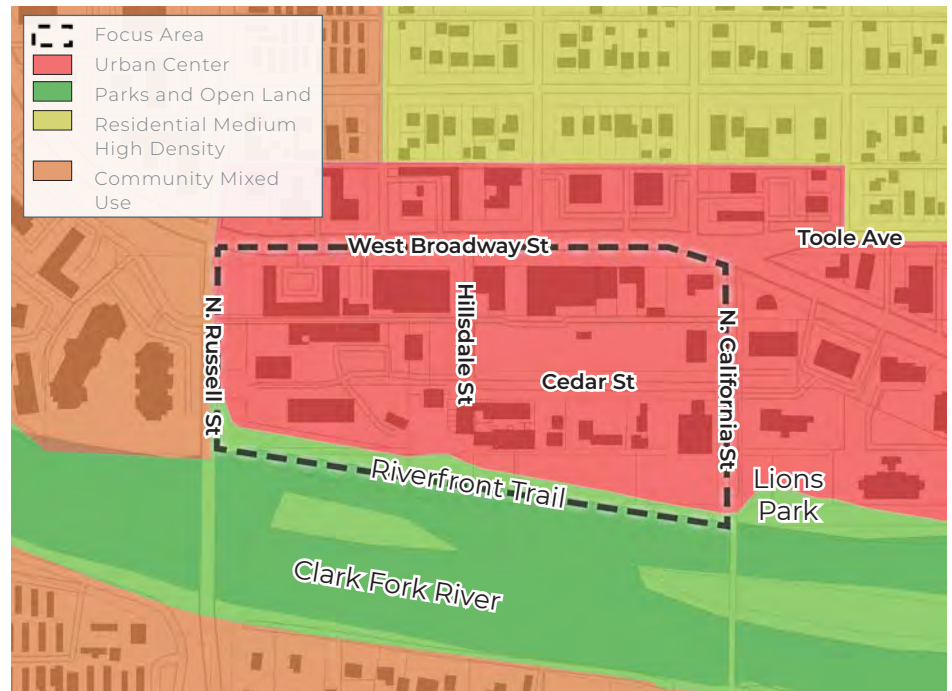 Focus Area
Urban Center
Parks and Open Land
Residential Medium
High Density
Community Mixed
Use
West Broadway St
Toole Ave
N. Russell St
Hillsdale St
N. California St
Cedar St
Riverfront Trail
Lions
Park
Clark Fork River